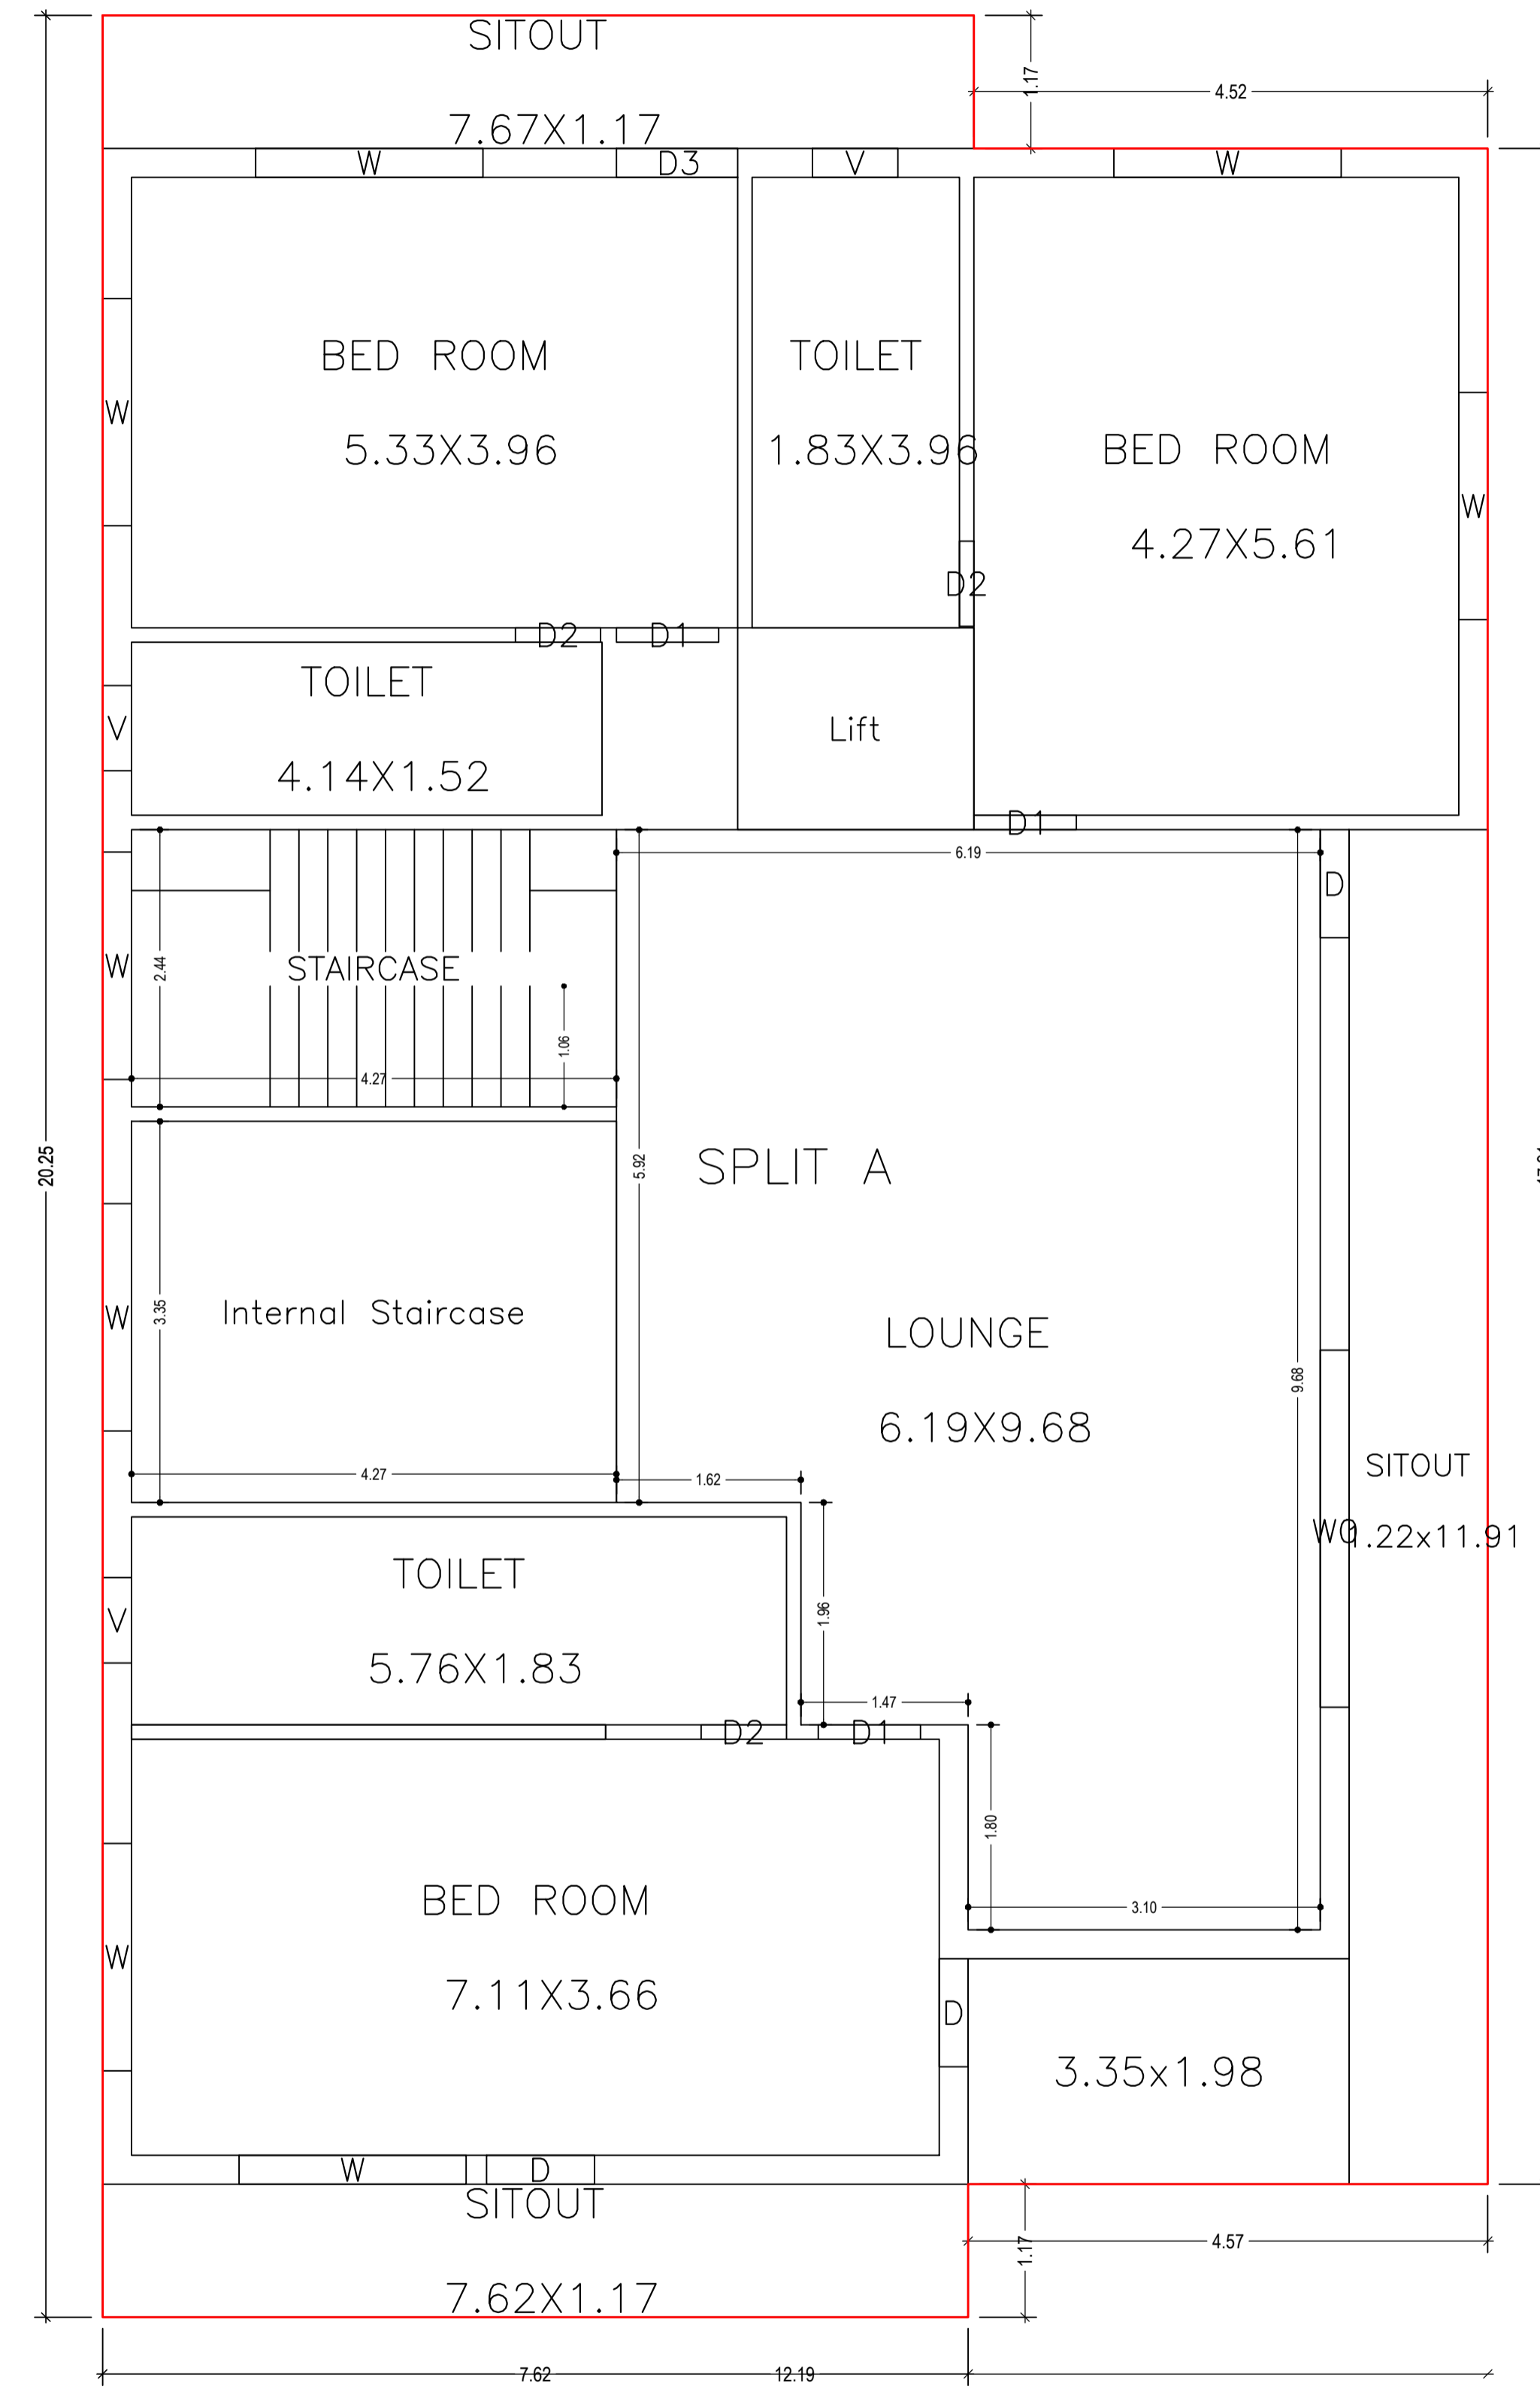 SITOUT
7.67X1.17
1.17
4.52
W
D3
V
W
BED ROOM
5.33X3.96
TOILET
1.83X3.96
BED ROOM
4.27X5.61
W
W
D2
D2
D1
TOILET
4.14X1.52
V
Lift
D1
6.19
D
STAIRCASE
W
2.44
1.06
4.27
20.25
5.92
SPLIT A
Internal Staircase
W
3.35
LOUNGE
6.19X9.68
9.68
4.27
1.62
SITOUT
1.22x11.91
TOILET
5.76X1.83
V
1.96
1.47
D2
D1
1.80
BED ROOM
7.11X3.66
W
3.10
D
3.35x1.98
W
D
SITOUT
7.62X1.17
1.17
4.57
7.62
12.19